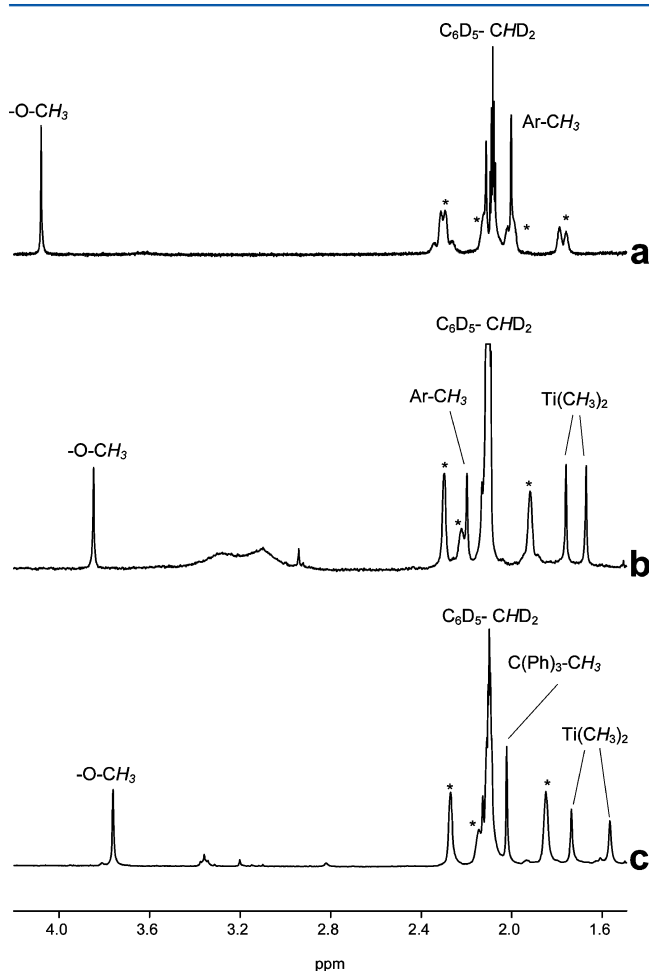 C6D5- CHD2
-O-CH3
Ar-CH3
*
*
*
*
a
C6D5- CHD2
Ar-CH3
Ti(CH3)2
-O-CH3
*
*
*
b
C6D5- CHD2
C(Ph)3-CH3
Ti(CH3)2
-O-CH3
*
*
*
c
4.0 3.6 3.2 2.8 2.4 2.0 1.6
ppm